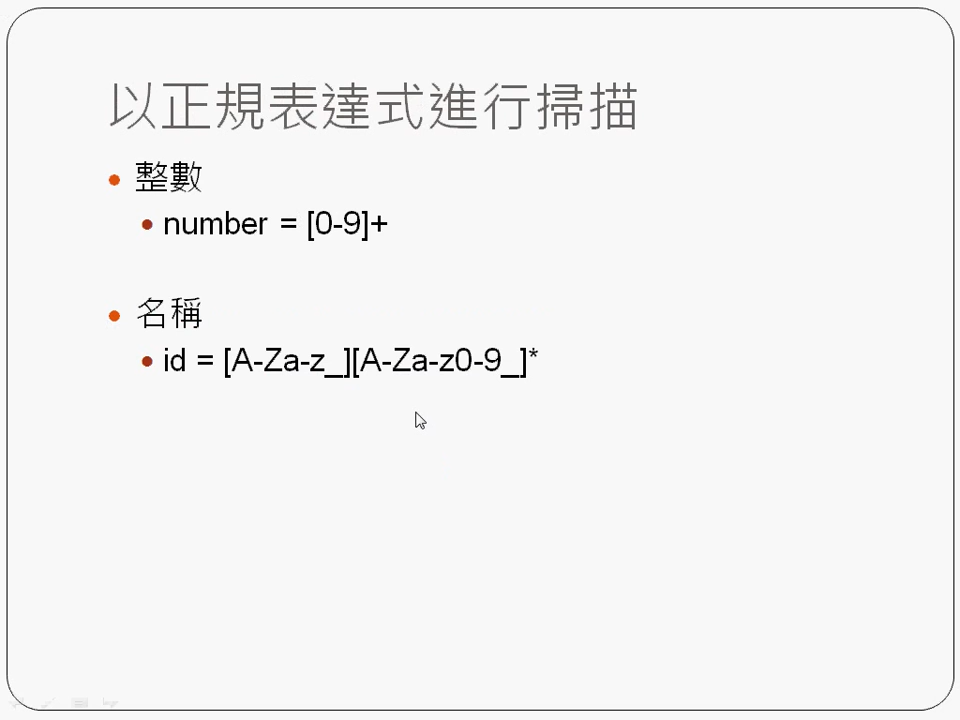 以正規表達式進行掃描
整數
number = [0-9]+
名稱
id = [A-Za-z_][A-Za-z0-9_]*